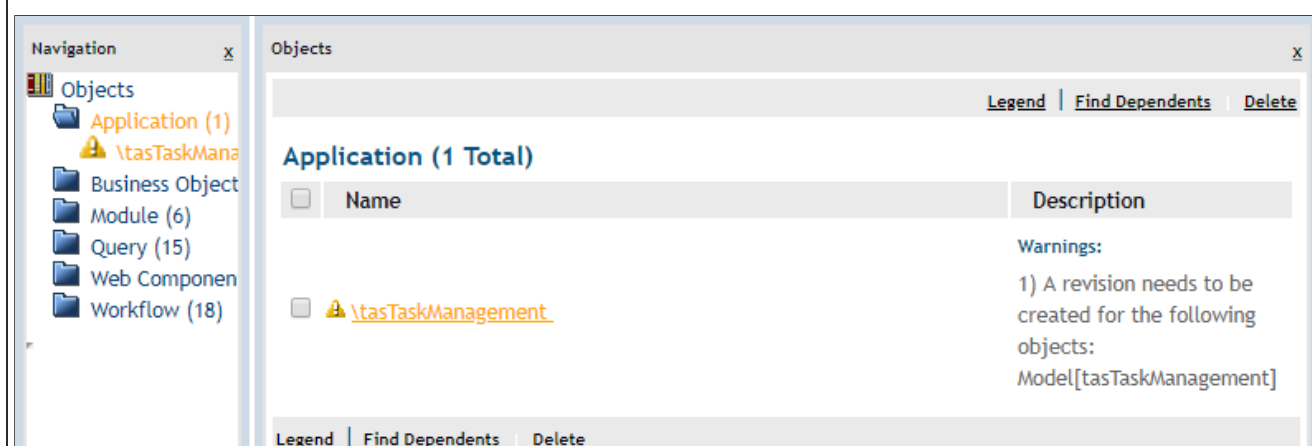 Navigation x
Objects
Application (1)
\tasTaskMana
Business Object
Module (6)
Query (15)
Web Componen
Workflow (18)
Objects x
Legend | Find Dependents | Delete
Application (1 Total)
Name Description
\tasTaskManagement
Warnings:
1) A revision needs to be
created for the following
objects:
Model[tasTaskManagement]
Legend | Find Dependents | Delete